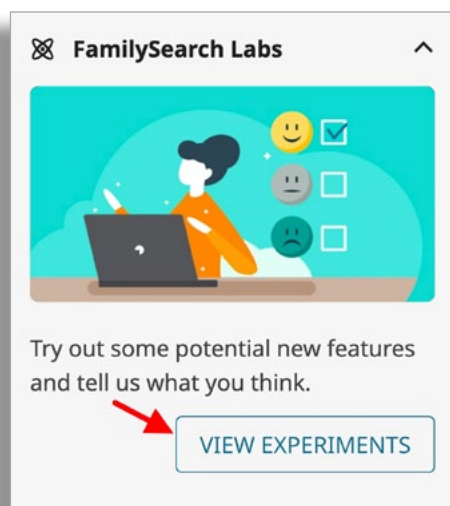 FamilySearch Labs
Try out some potential new features
and tell us what you think.
VIEW EXPERIMENTS